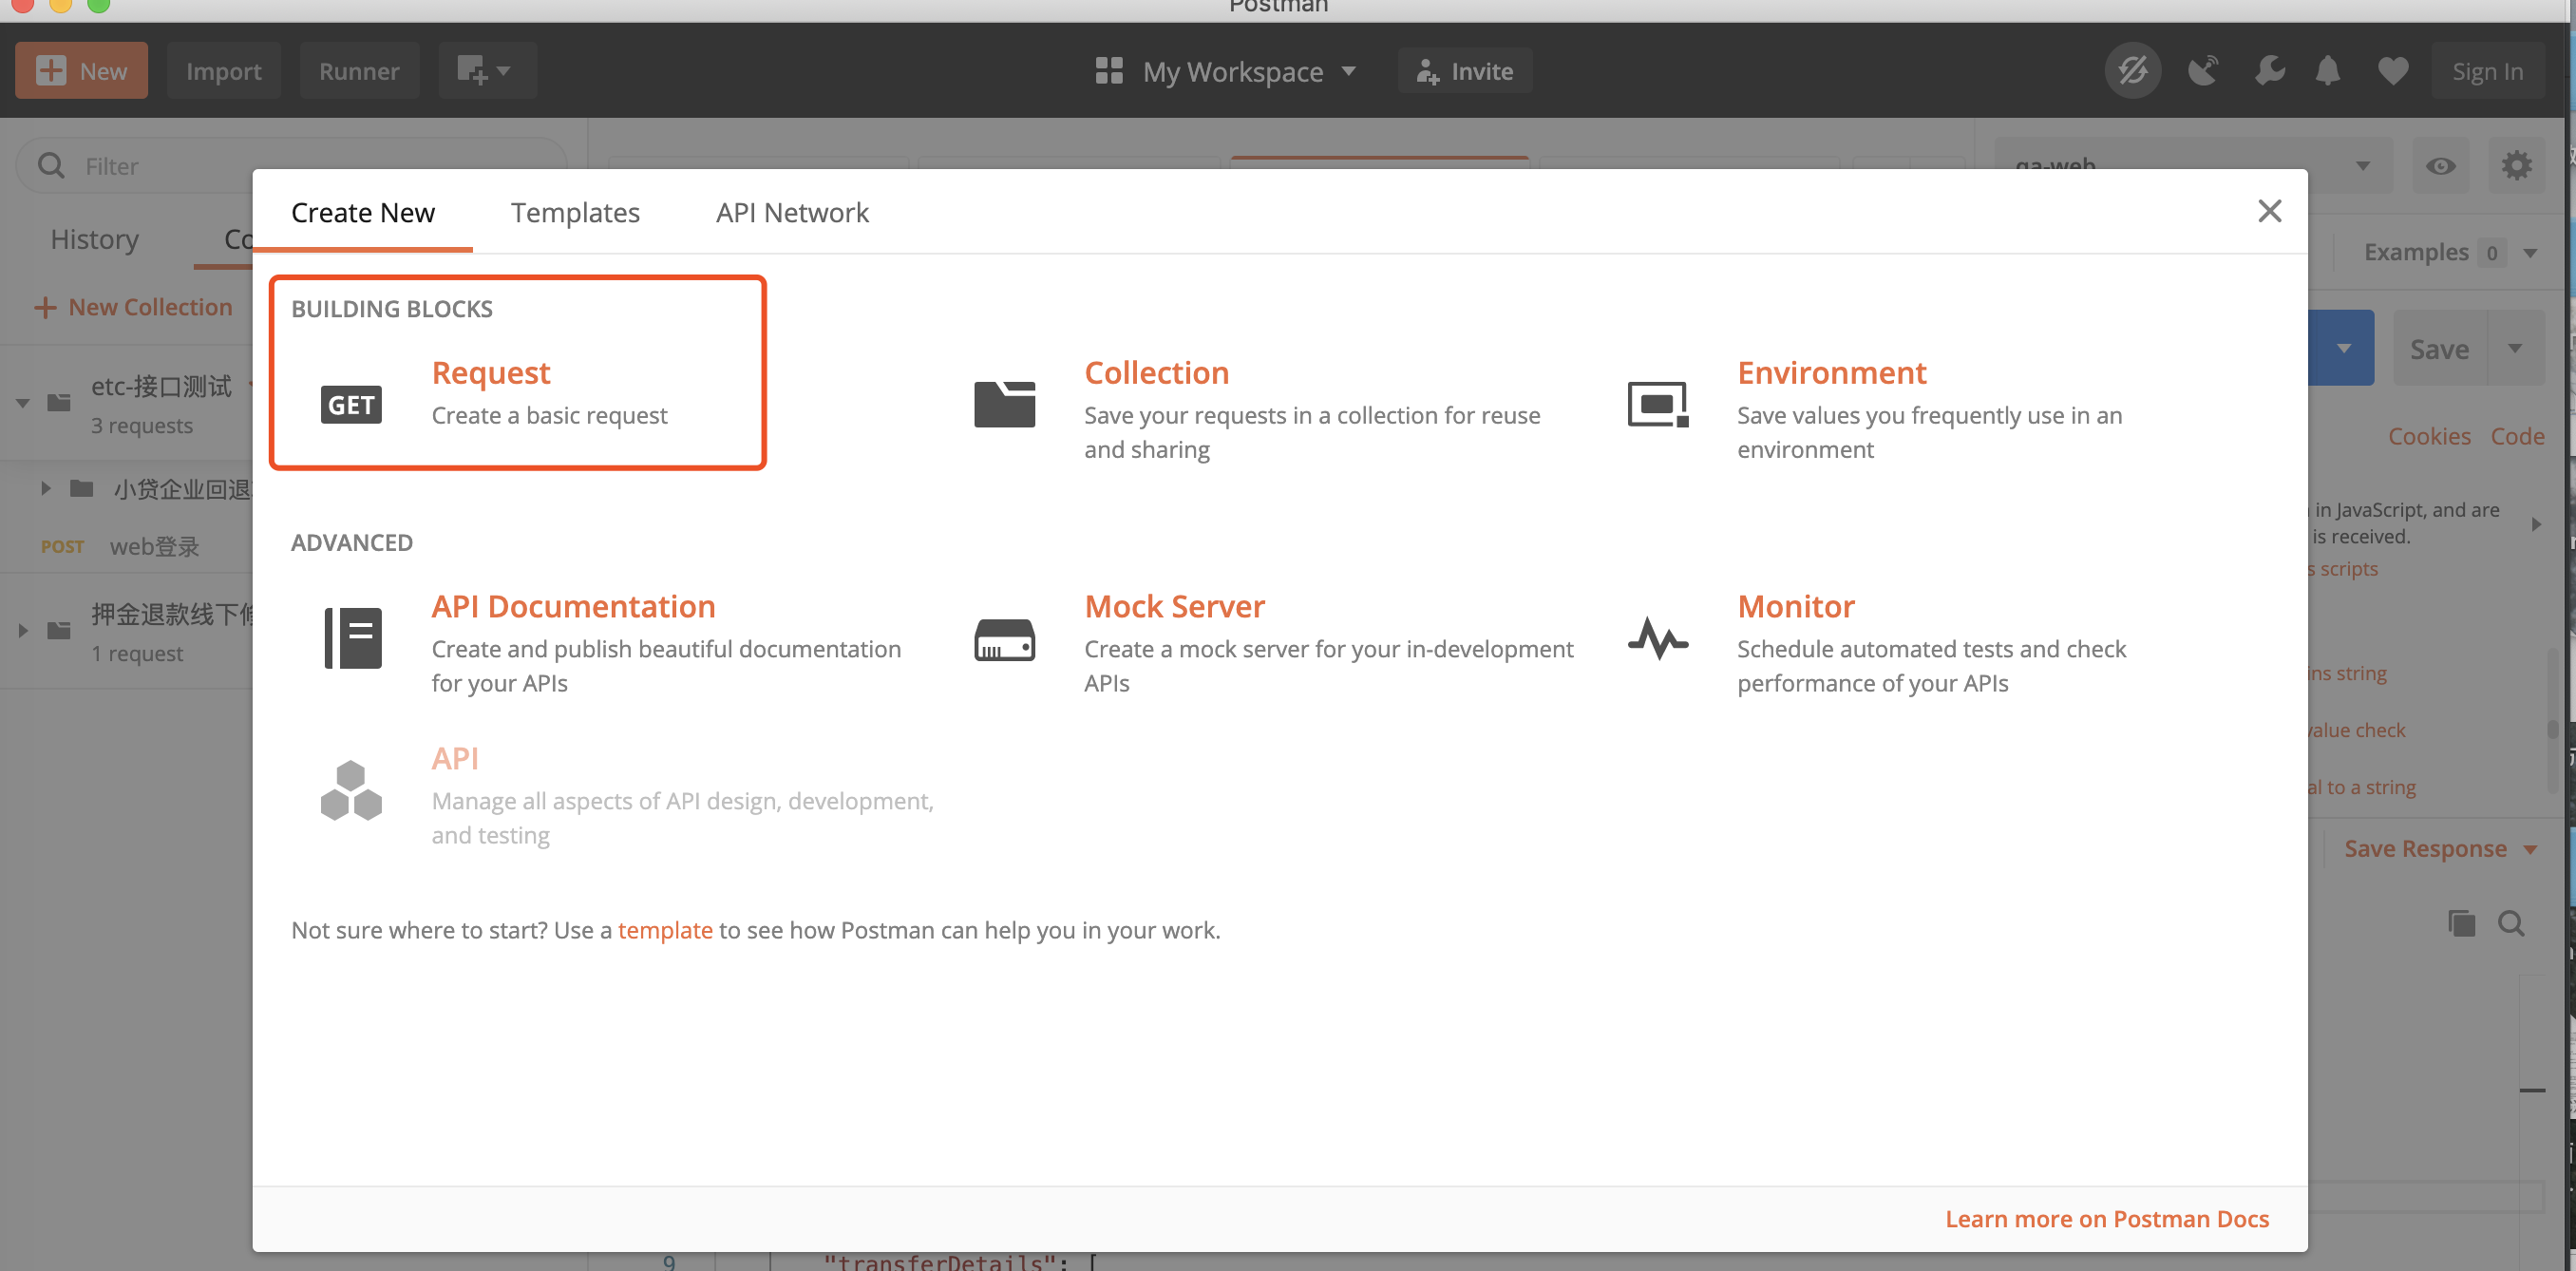 Postman
New
Import
Runner
My Workspace
Invite
Sign In
Filter
qa-web
History
Create New
Templates
API Network
Examples 0
New Collection
BUILDING BLOCKS
Request
Create a basic request
GET
Collection
Save your requests in a collection for reuse
and sharing
Environment
Save values you frequently use in an
environment
Save
etc-接口测试
3 requests
Cookies
Code
小贷企业回退
in JavaScript, and are
is received.
scripts
POST
web登录
ADVANCED
押金退款线下
1 request
API Documentation
Create and publish beautiful documentation
for your APIs
Mock Server
Create a mock server for your in-development
APIs
Monitor
Schedule automated tests and check
performance of your APIs
string
value check
to a string
API
Manage all aspects of API design, development,
and testing
Save Response
Not sure where to start? Use a template to see how Postman can help you in your work.
Learn more on Postman Docs
9
"transferDetails": [